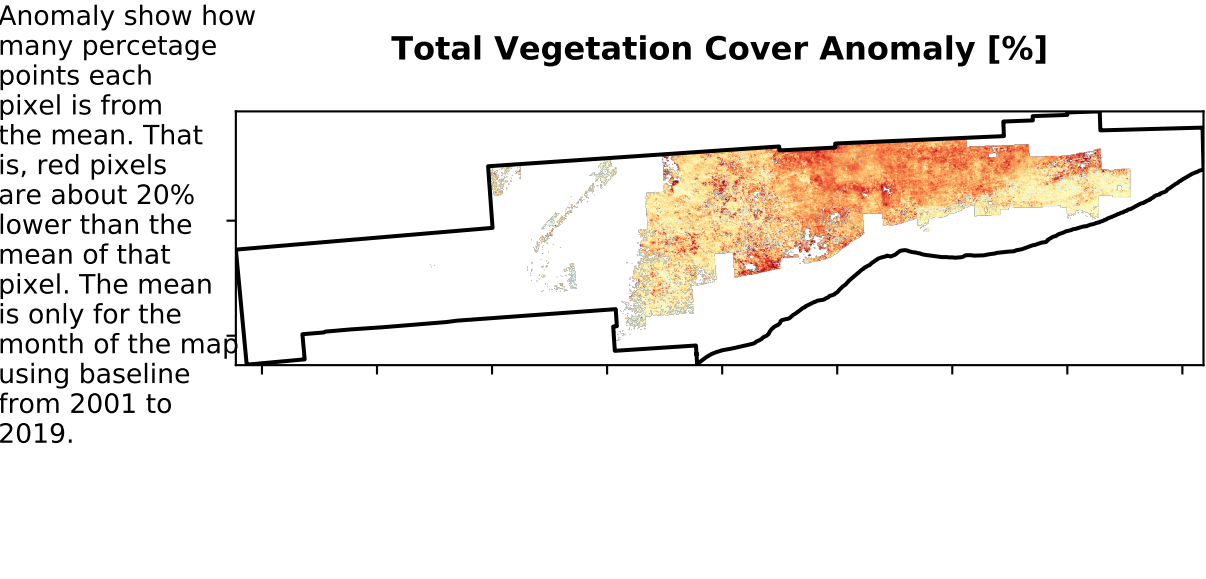 Anomaly show how
many percetage
points each
pixel is from
the mean. That
is, red pixels
are about 20%
lower than the
mean of that
pixel. The mean
is only for the
month of the map
using baseline
from 2001 to
2019.
Total Vegetation Cover Anomaly [%]